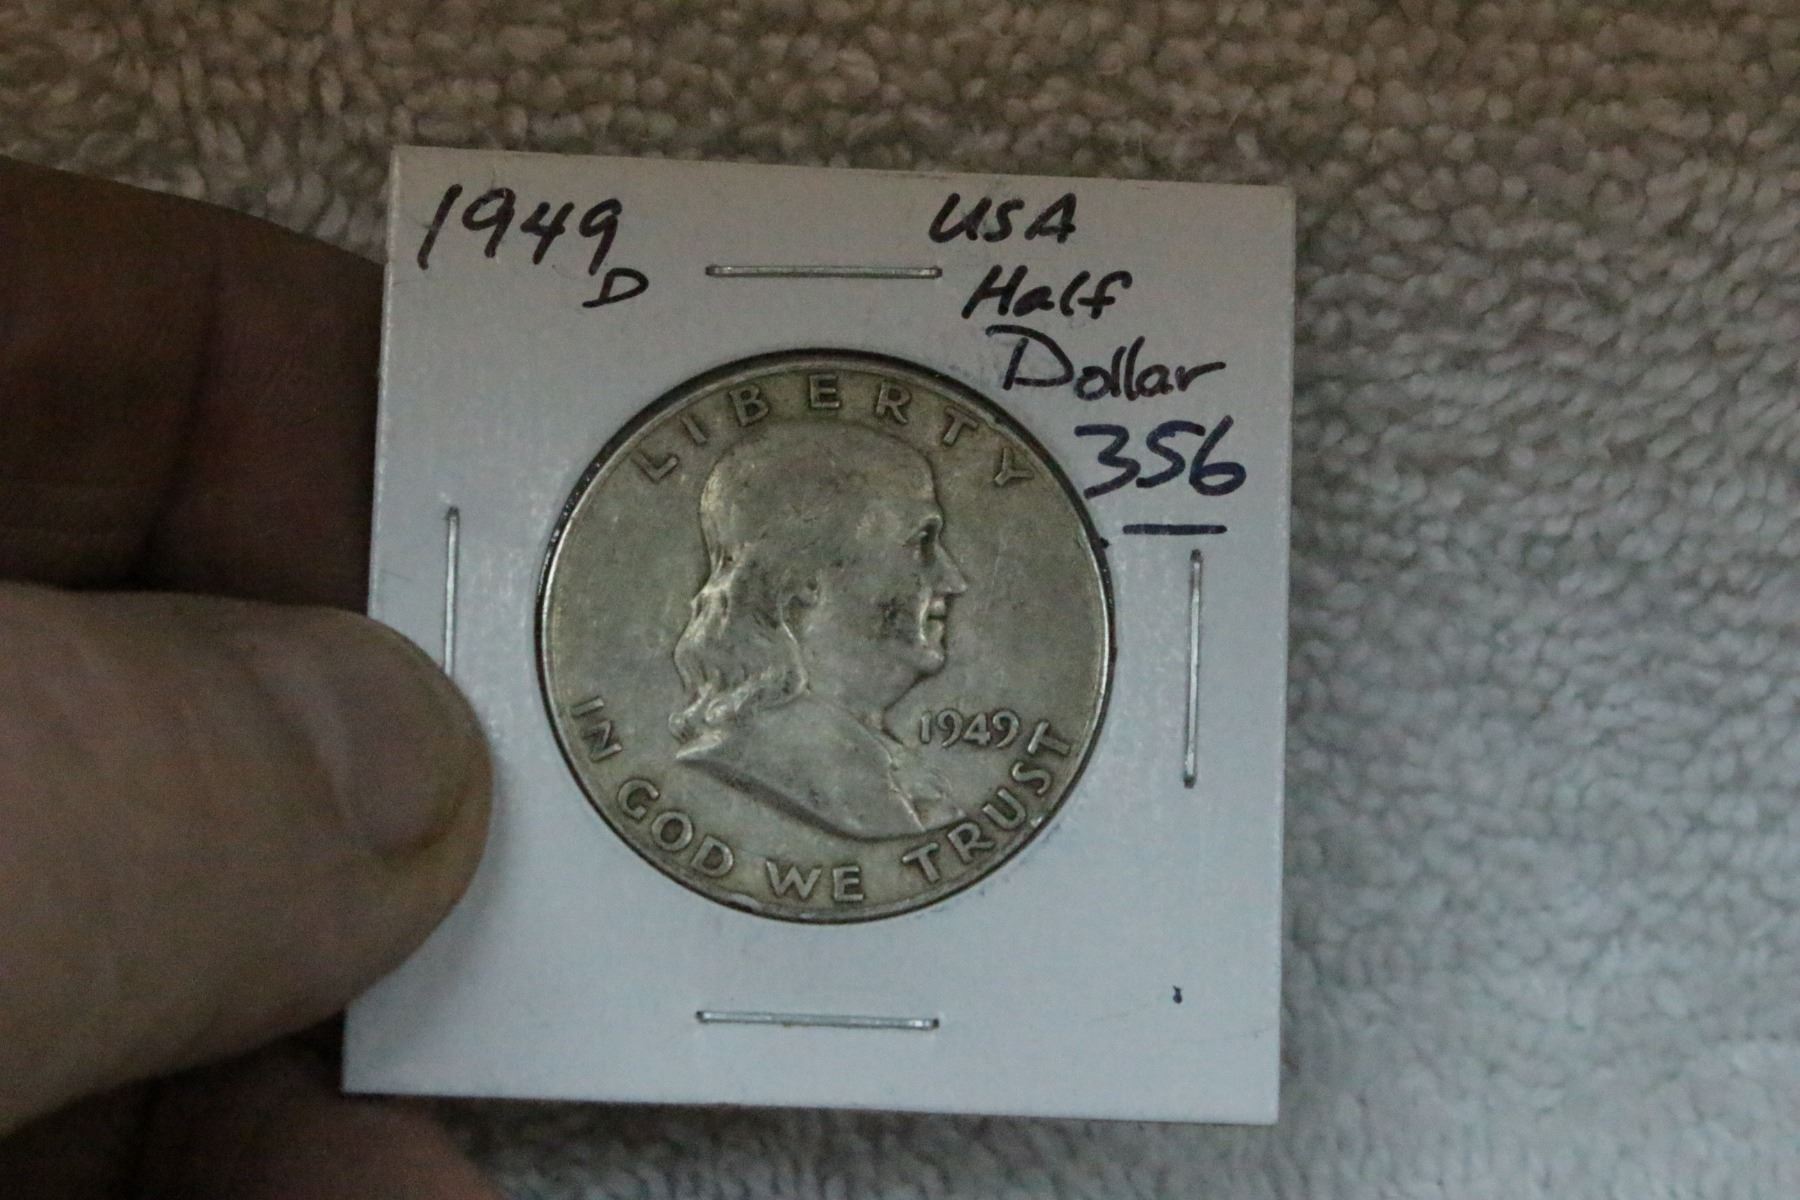 1949
D
USA
Half
Dollar
356
LIBERTY
1949
IN GOD WE TRUST